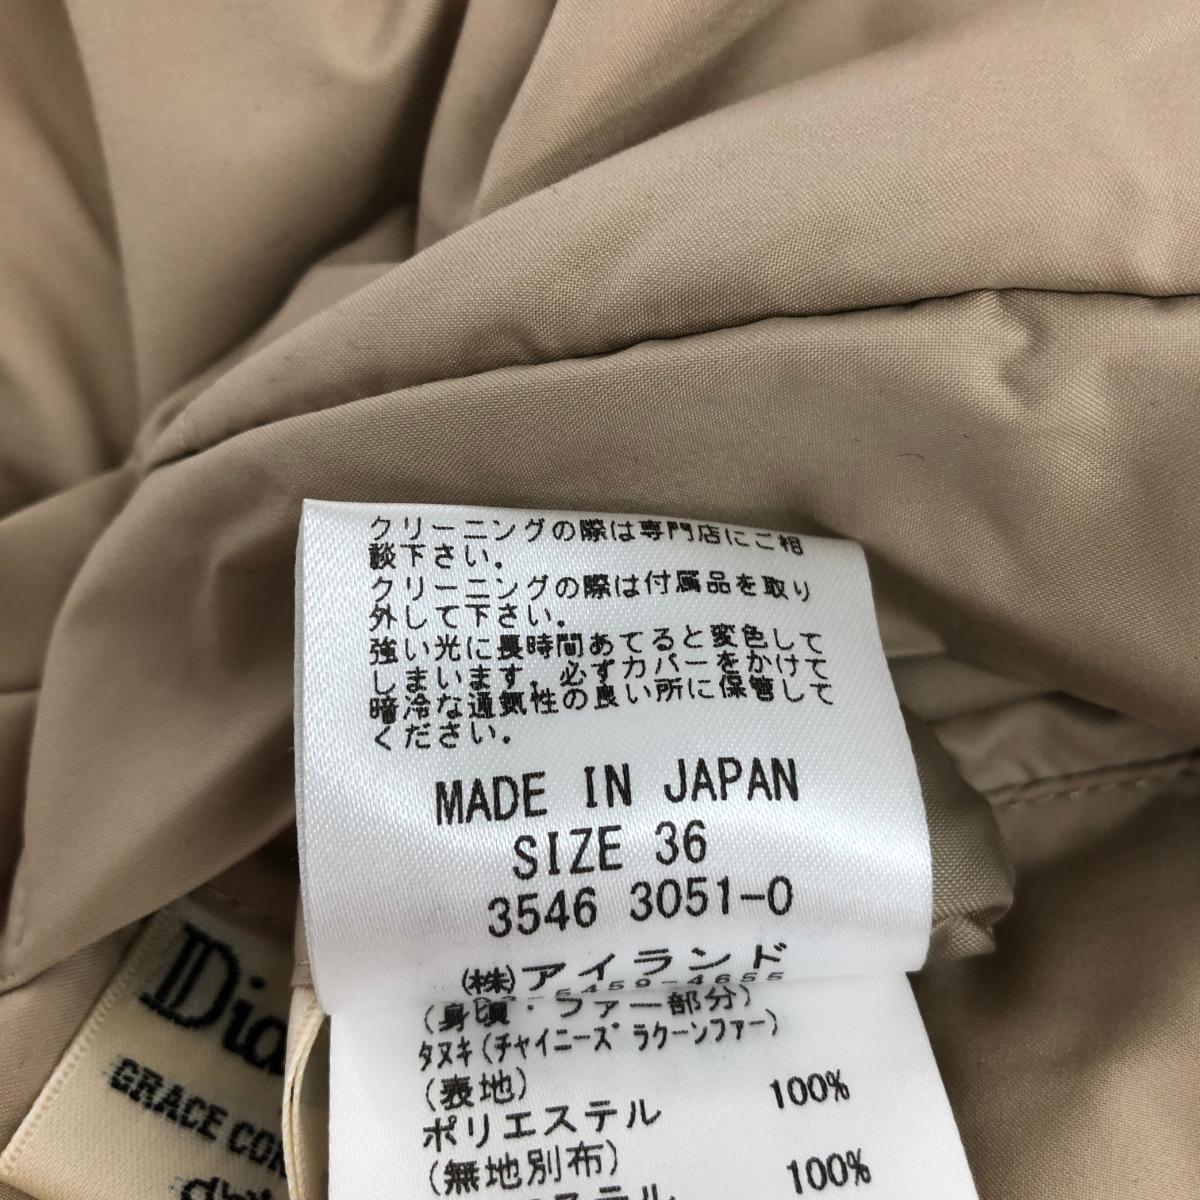 クリーニングの際は専門店にご相
談下さい.
クリーニングの際は付属品を取り
外して下さい.
強い光に長時間あてると変色して
しまいます.必ずカバーをかけて
暗冷な通気性の良い所に保管して
ください.
MADE IN JAPAN
SIZE 36
3546 3051-0
(株)アイランド
5459-4655
(身頃・ファー部分)
タヌキ(チャイニーズラクーンファー)
(表地)
ポリエステル 100%
(無地別布)
ステル 100%
Dia
GRACE CON